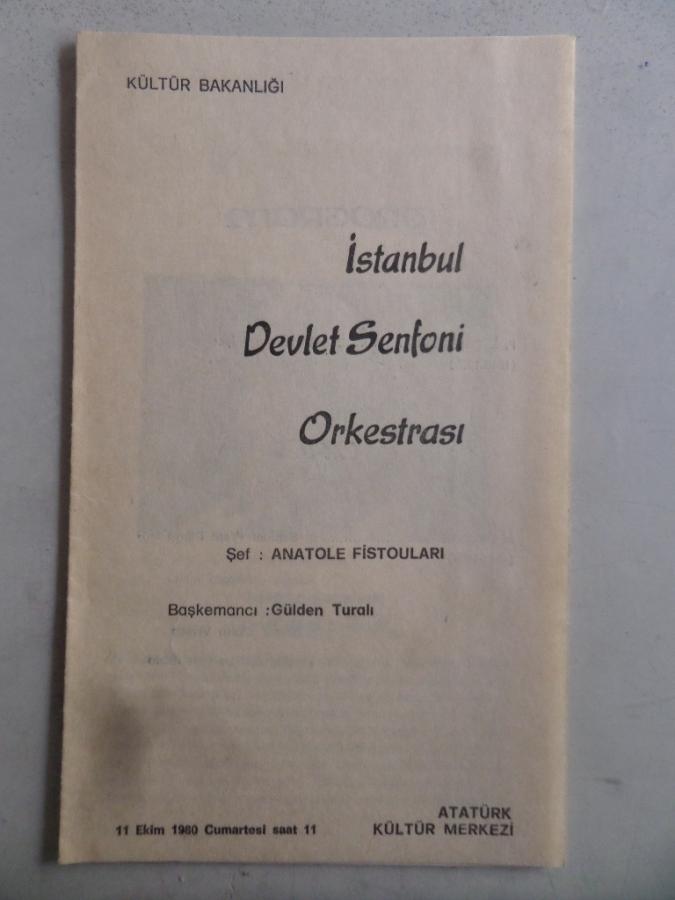 KÜLTÜR BAKANLIĞI
İstanbul
Devlet Senfoni
Orkestrası
Şef : ANATOLE FİSTOULARI
Başkemancı : Gülden Turalı
ATATÜRK
11 Ekim 1980 Cumartesi saat 11 KÜLTÜR MERKEZİ